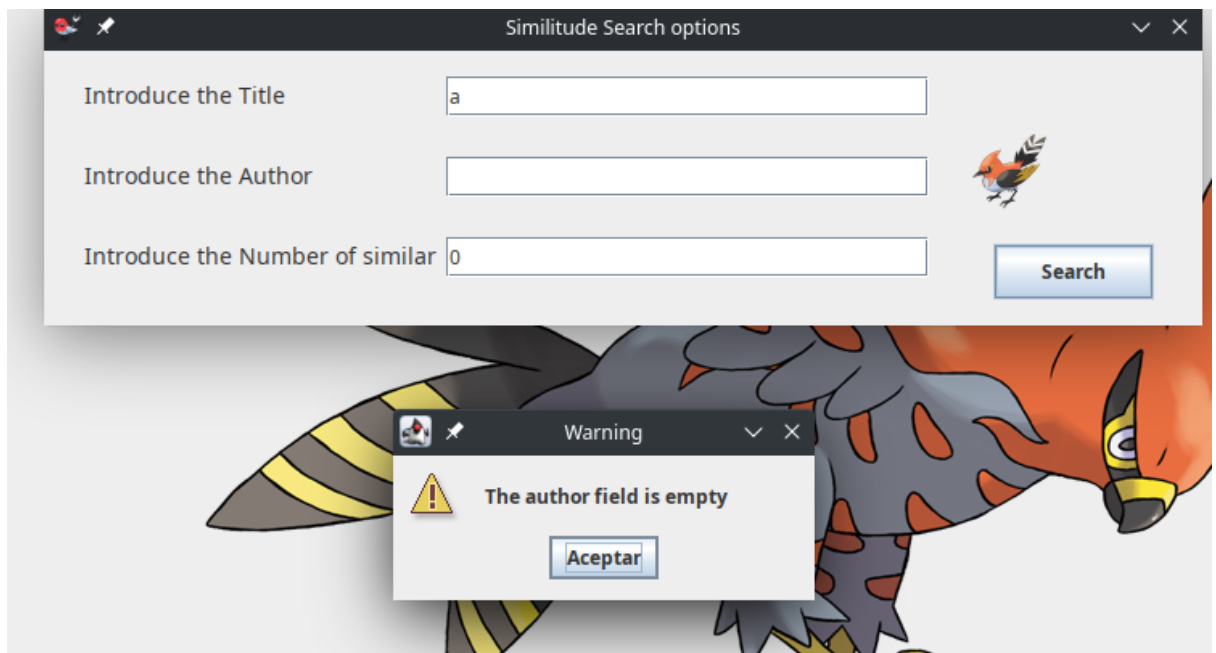 Similitude Search options
Introduce the Title
a
Introduce the Author
Introduce the Number of similar
0
Search
Warning
The author field is empty
Aceptar